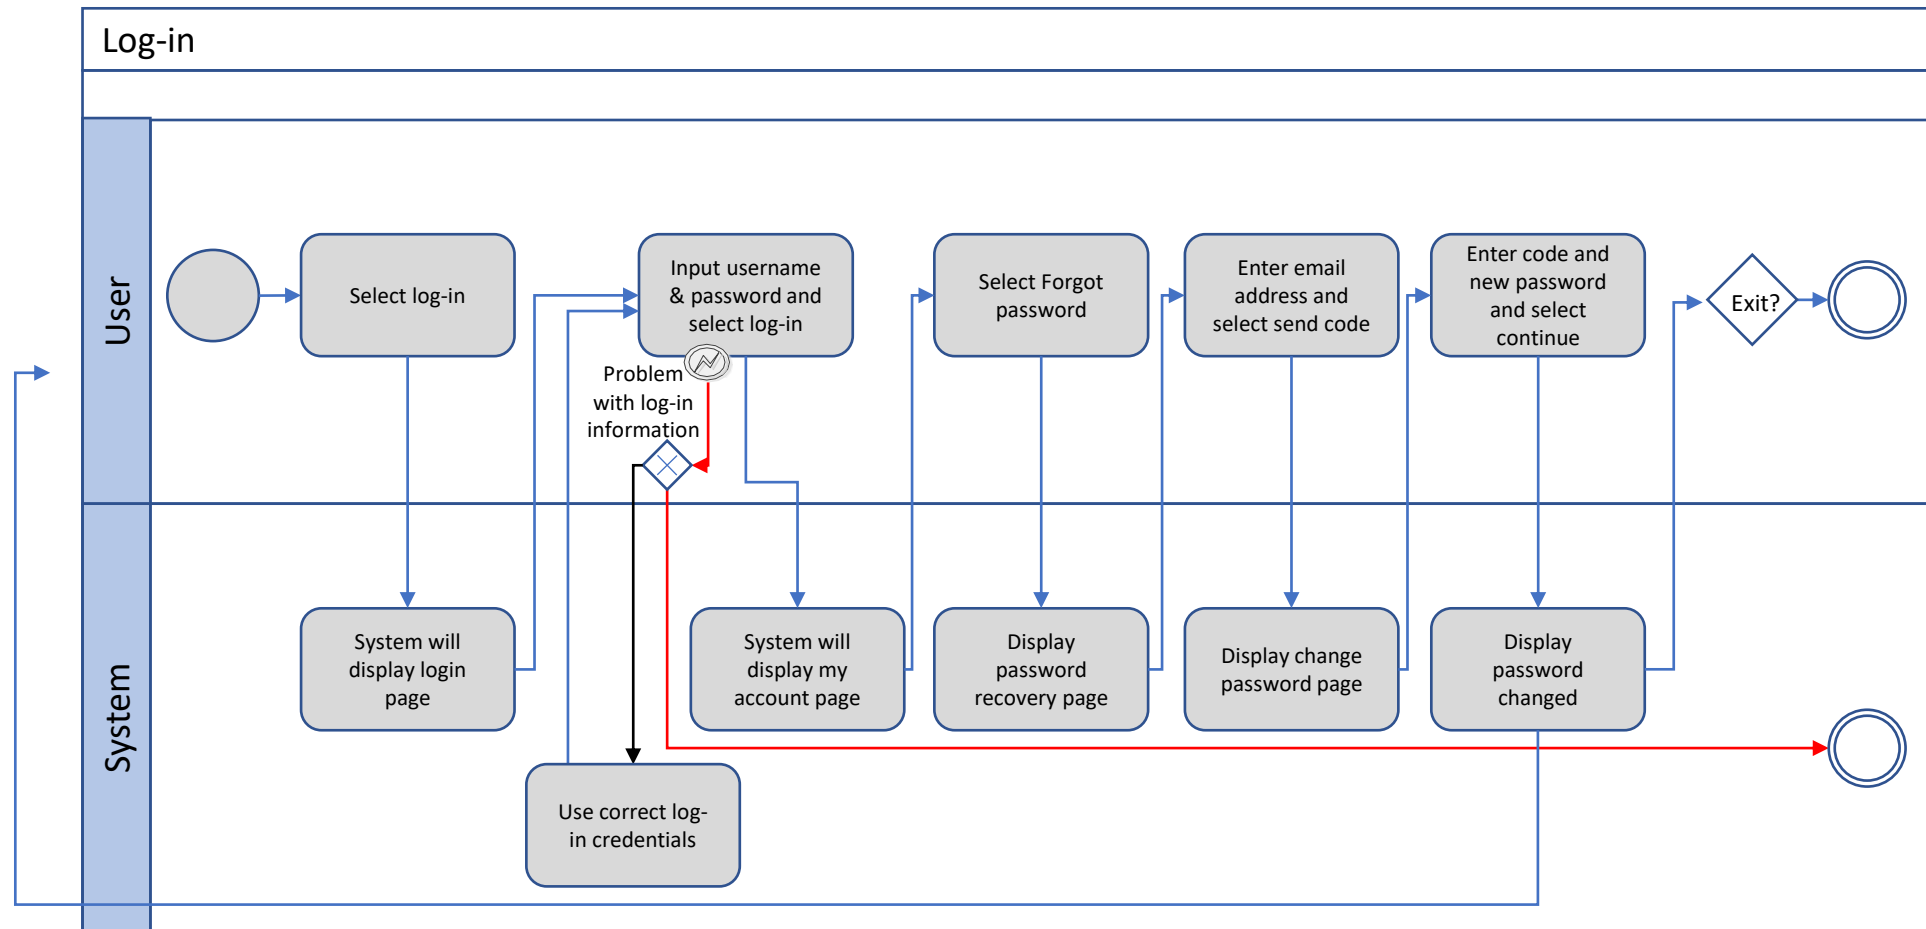 Log-in
User
Select log-in
Input username
& password and
select log-in
Select Forgot
password
Enter email
address and
select send code
Enter code and
new password
and select
continue
Exit?
Problem
with log-in
information
System
System will
display login
page
System will
display my
account page
Display
password
recovery page
Display change
password page
Display
password
changed
Use correct log-
in credentials